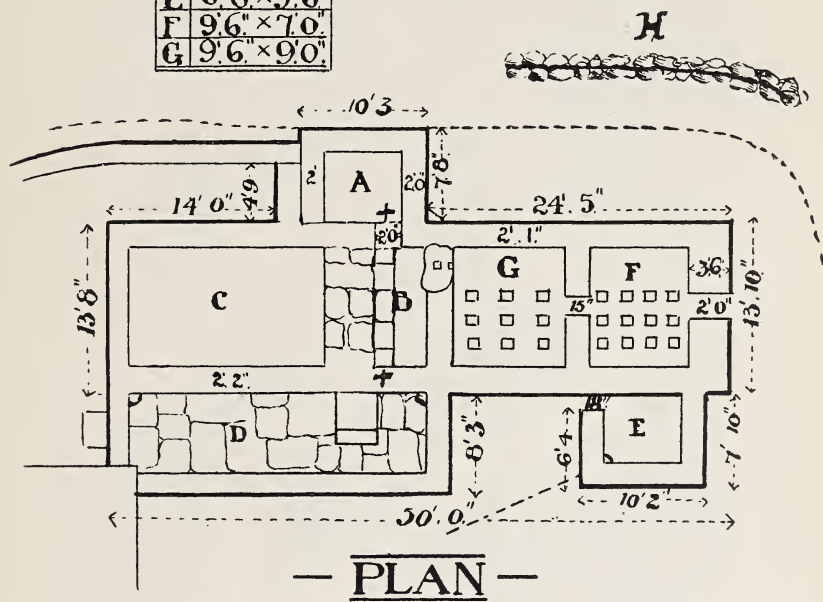 F 9'.6" × 7'.0"
G 9'.6" × 9'.0"
H
10'3
A
2'
2'0
7'8"
4'9
14' 0"
24'. 5"
2'0"
2'. 1"
G
F
3'6
C
B
15"
2' 0"
13' 8"
13'. 10"
2'. 2"
D
18"
E
8' 3"
6' 4
7' 10"
10' 2"
50'. 0."
— PLAN —